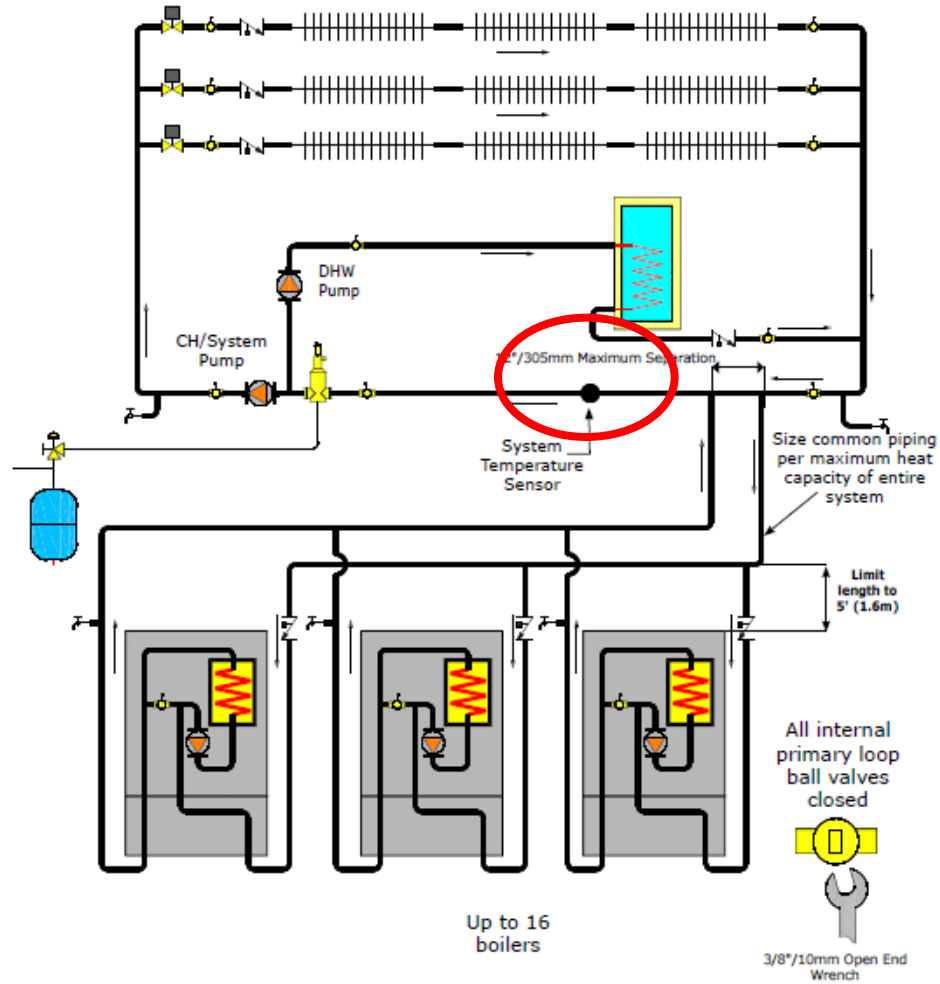 DHW
Pump
CH/System
Pump
12"/305mm Maximum Separation
System
Temperature
Sensor
Size common piping
per maximum heat
capacity of entire
system
Limit
length to
5' (1.6m)
All internal
primary loop
ball valves
closed
Up to 16
boilers
3/8"/10mm Open End
Wrench